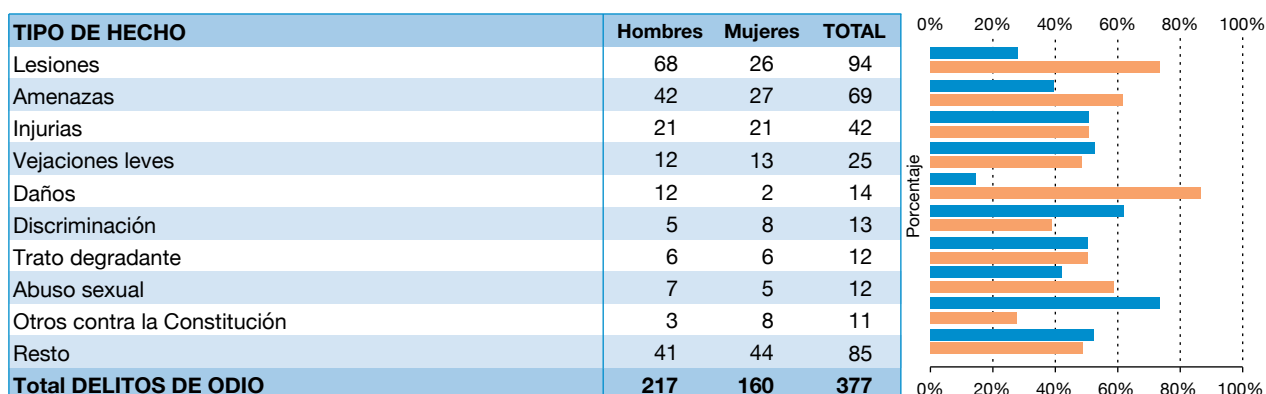 TIPO DE HECHO Hombres Mujeres TOTAL
Lesiones 68 26 94
Amenazas 42 27 69
Injurias 21 21 42
Vejaciones leves 12 13 25
Daños 12 2 14
Discriminación 5 8 13
Trato degradante 6 6 12
Abuso sexual 7 5 12
Otros contra la Constitución 3 8 11
Resto 41 44 85
Total DELITOS DE ODIO 217 160 377
0% 20% 40% 60% 80% 100%
Porcentaje
0% 20% 40% 60% 80% 100%